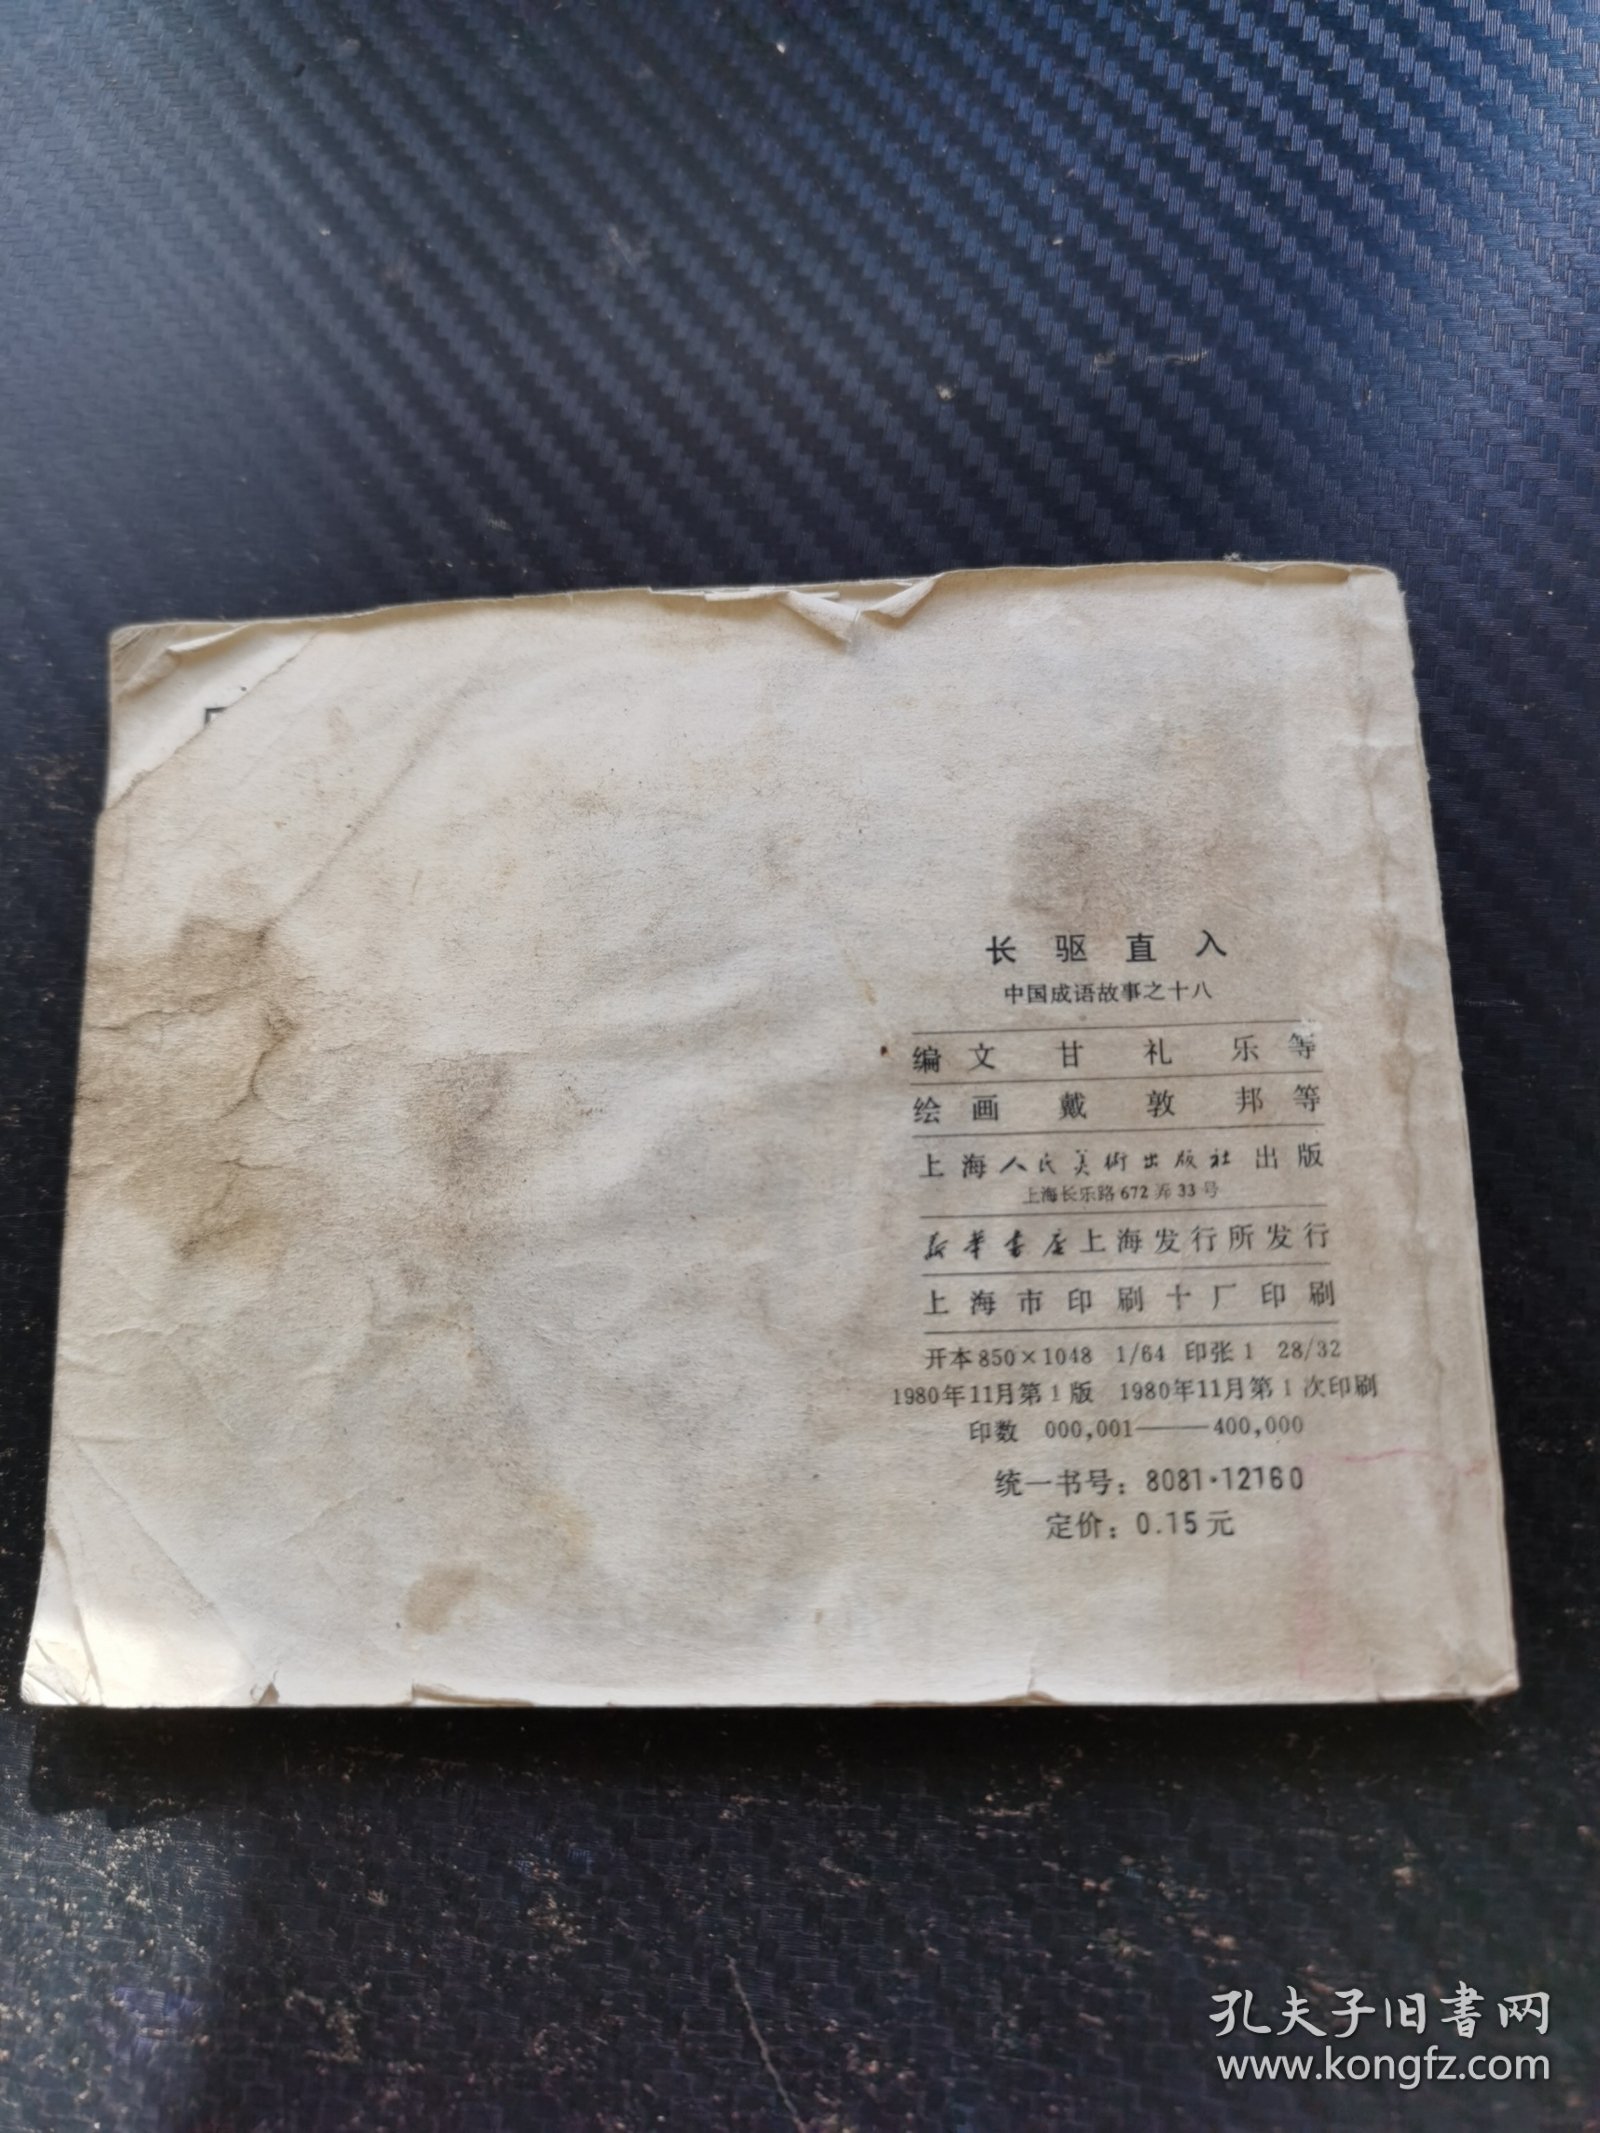 长驱直入
中国成语故事之十八
编文 甘礼乐等
绘画 戴敦邦等
上海人民美術出版社出版
上海长乐路672弄33号
新华书店上海发行所发行
上海市印刷十厂印刷
开本850×1048 1/64 印张1 28/32
1980年11月第1版 1980年11月第1次印刷
印数 000,001——400,000
统一书号：8081·12160
定价：0.15元
孔夫子旧書网
www.kongfz.com